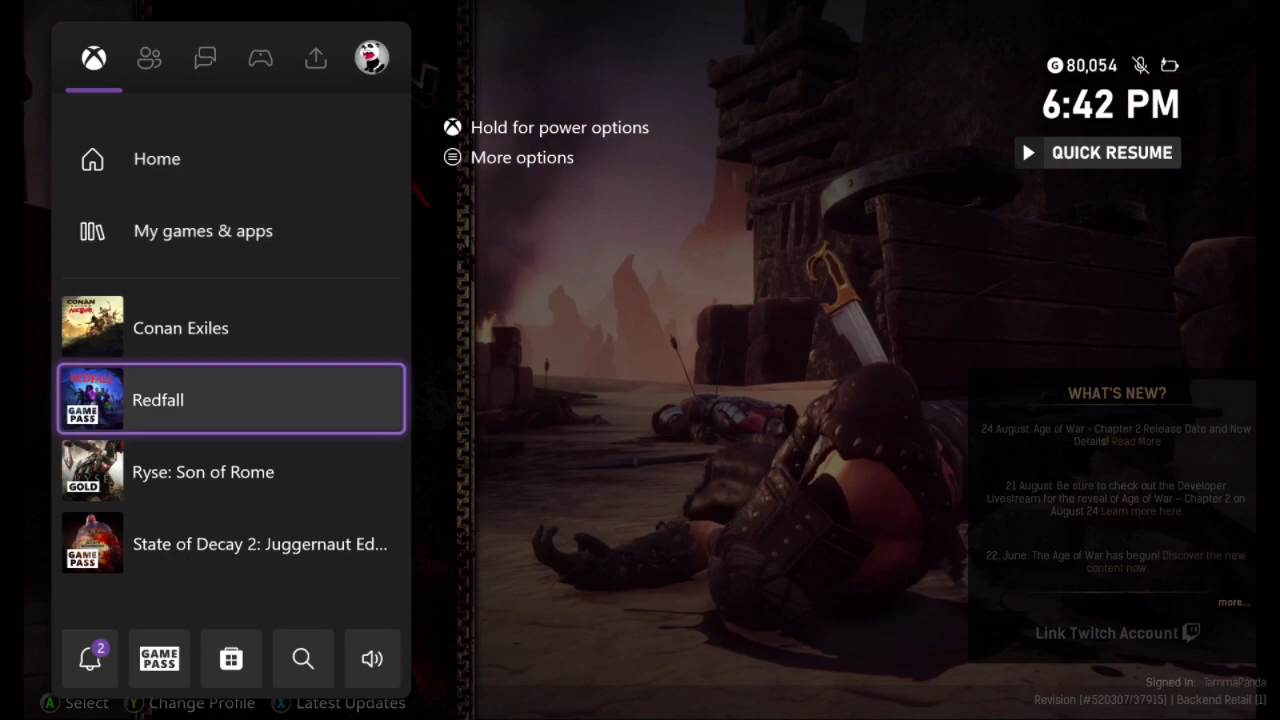 Home
My games & apps
CONAN
Conan Exiles
REDFALL
GAME
PASS
Redfall
GOLD
Ryse: Son of Rome
GAME
PASS
State of Decay 2: Juggernaut Ed...
2
GAME
PASS
A Select
Y Change Profile
X Latest Updates
Hold for power options
More options
G 80,054
6:42 PM
QUICK RESUME
WHAT'S NEW?
24 August: Age of War - Chapter 2 Release Date and New
Details! Read More
21 August: Be sure to check out the Developer
Livestream for the reveal of Age of War – Chapter 2 on
August 24 Learn more here.
22. June: The Age of War has begun! Discover the new
content now.
more...
Link Twitch Account
Signed In: TammaPanda
Revision (#520307/37915) | Backend Retail (1)